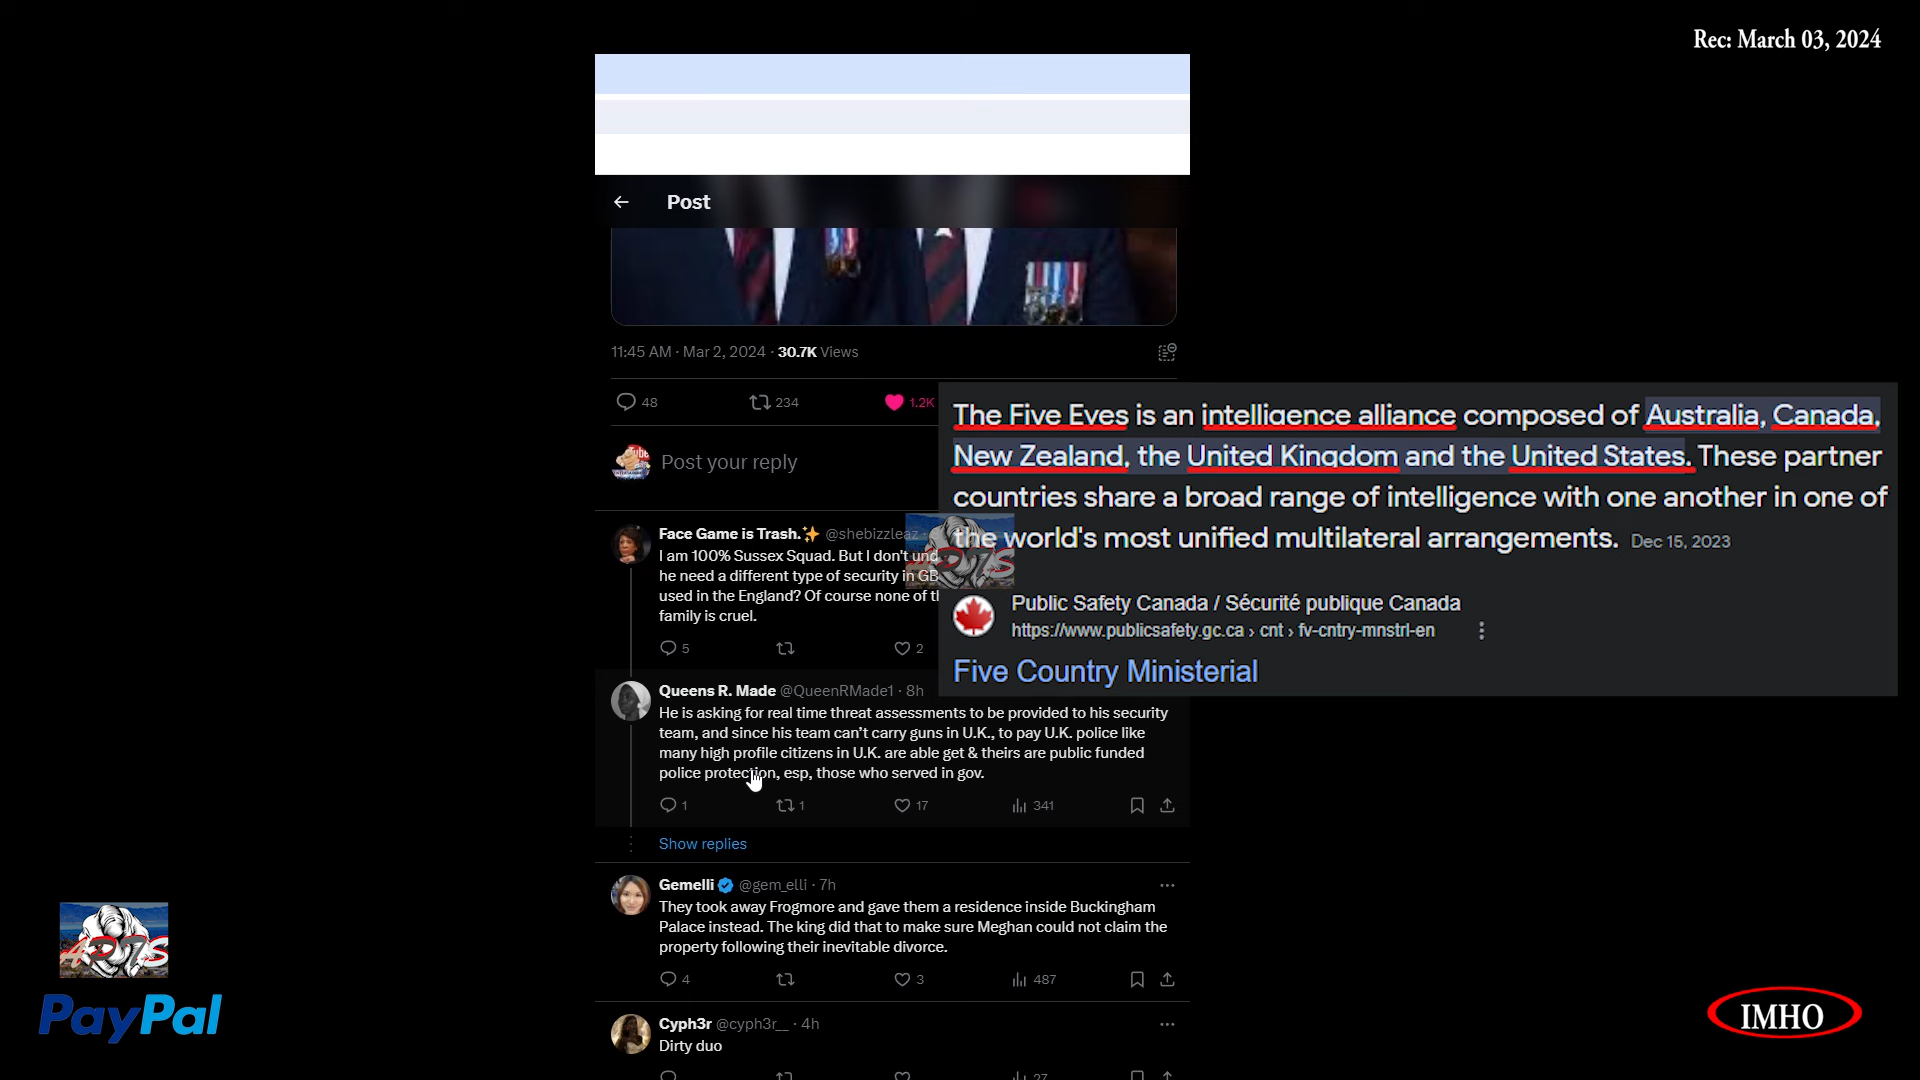 Rec: March 03, 2024
Post
11:45 AM · Mar 2, 2024 · 30.7K Views
48 234 1.2K
Post your reply
Face Game is Trash.✨ @shebizzleaz
I am 100% Sussex Squad. But I don't und
he need a different type of security in GB
used in the England? Of course none of th
family is cruel.
5 2
Queens R. Made @QueenRMade1 · 8h
He is asking for real time threat assessments to be provided to his security
team, and since his team can't carry guns in U.K., to pay U.K. police like
many high profile citizens in U.K. are able get & theirs are public funded
police protection, esp, those who served in gov.
1 1 17 341
Show replies
Gemelli @gem_elli · 7h
They took away Frogmore and gave them a residence inside Buckingham
Palace instead. The king did that to make sure Meghan could not claim the
property following their inevitable divorce.
4 3 487
Cyph3r @cyph3r__ · 4h
Dirty duo
27
The Five Eyes is an intelligence alliance composed of Australia, Canada,
New Zealand, the United Kingdom and the United States. These partner
countries share a broad range of intelligence with one another in one of
the world's most unified multilateral arrangements. Dec 15, 2023
Public Safety Canada / Sécurité publique Canada
https://www.publicsafety.gc.ca › cnt › fv-cntry-mnstrl-en
Five Country Ministerial
PayPal
IMHO